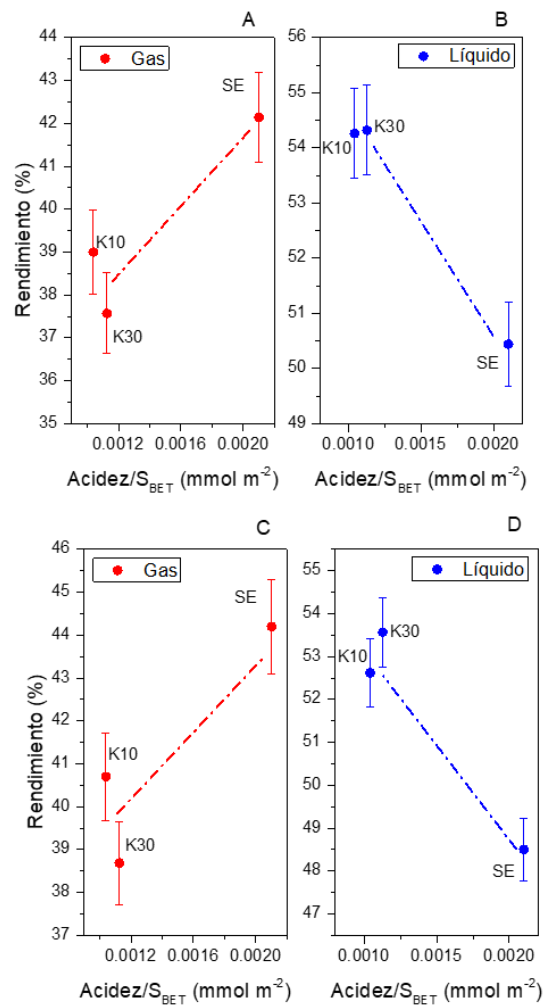 A
B
Gas
Líquido
Rendimiento (%)
44
43
42
41
40
39
38
37
36
35
SE
K10
K30
0.0012
0.0016
0.0020
Acidez/S_BET (mmol m⁻²)
56
55
54
53
52
51
50
49
K10
K30
SE
0.0010
0.0015
0.0020
Acidez/S_BET (mmol m⁻²)
C
D
Gas
Líquido
Rendimiento (%)
46
45
44
43
42
41
40
39
38
37
SE
K10
K30
0.0012
0.0016
0.0020
Acidez/S_BET (mmol m⁻²)
55
54
53
52
51
50
49
48
47
K30
K10
SE
0.0010
0.0015
0.0020
Acidez/S_BET (mmol m⁻²)